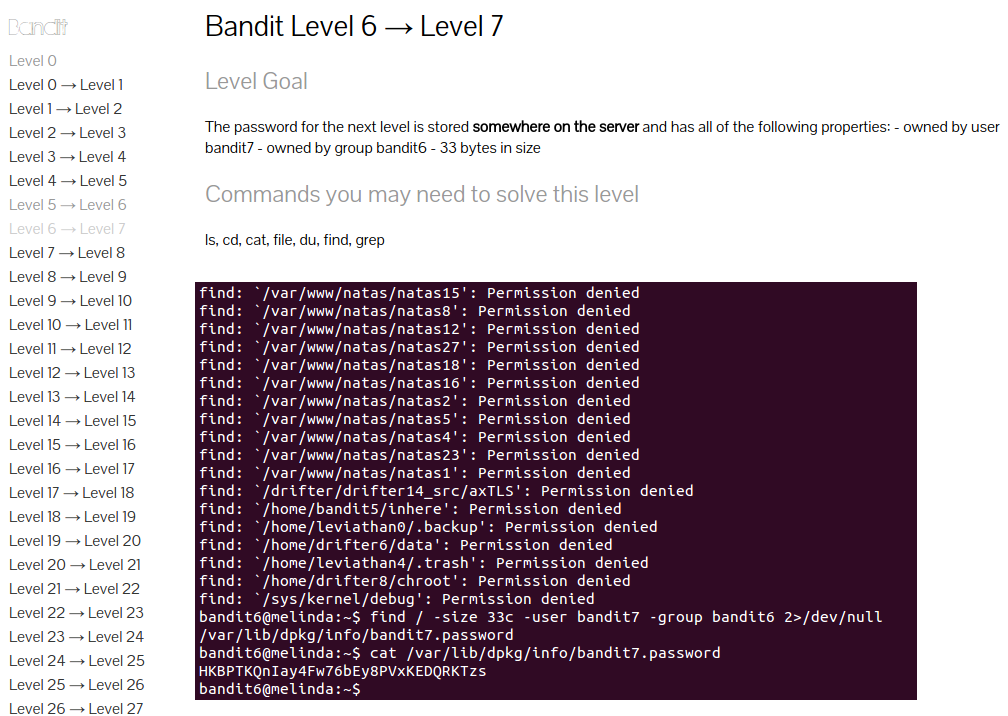 Bandit
Level 0
Level 0 → Level 1
Level 1 → Level 2
Level 2 → Level 3
Level 3 → Level 4
Level 4 → Level 5
Level 5 → Level 6
Level 6 → Level 7
Level 7 → Level 8
Level 8 → Level 9
Level 9 → Level 10
Level 10 → Level 11
Level 11 → Level 12
Level 12 → Level 13
Level 13 → Level 14
Level 14 → Level 15
Level 15 → Level 16
Level 16 → Level 17
Level 17 → Level 18
Level 18 → Level 19
Level 19 → Level 20
Level 20 → Level 21
Level 21 → Level 22
Level 22 → Level 23
Level 23 → Level 24
Level 24 → Level 25
Level 25 → Level 26
Level 26 → Level 27
Bandit Level 6 → Level 7
Level Goal
The password for the next level is stored somewhere on the server and has all of the following properties: - owned by user
bandit7 - owned by group bandit6 - 33 bytes in size
Commands you may need to solve this level
ls, cd, cat, file, du, find, grep
find: `/var/www/natas/natas15': Permission denied
find: `/var/www/natas/natas8': Permission denied
find: `/var/www/natas/natas12': Permission denied
find: `/var/www/natas/natas27': Permission denied
find: `/var/www/natas/natas18': Permission denied
find: `/var/www/natas/natas16': Permission denied
find: `/var/www/natas/natas2': Permission denied
find: `/var/www/natas/natas5': Permission denied
find: `/var/www/natas/natas4': Permission denied
find: `/var/www/natas/natas23': Permission denied
find: `/var/www/natas/natas1': Permission denied
find: `/drifter/drifter14_src/axTLS': Permission denied
find: `/home/bandit5/inhere': Permission denied
find: `/home/leviathan0/.backup': Permission denied
find: `/home/drifter6/data': Permission denied
find: `/home/leviathan4/.trash': Permission denied
find: `/home/drifter8/chroot': Permission denied
find: `/sys/kernel/debug': Permission denied
bandit6@melinda:~$ find / -size 33c -user bandit7 -group bandit6 2>/dev/null
/var/lib/dpkg/info/bandit7.password
bandit6@melinda:~$ cat /var/lib/dpkg/info/bandit7.password
HKBPTKQnIay4Fw76bEy8PVxKEDQRKTzs
bandit6@melinda:~$